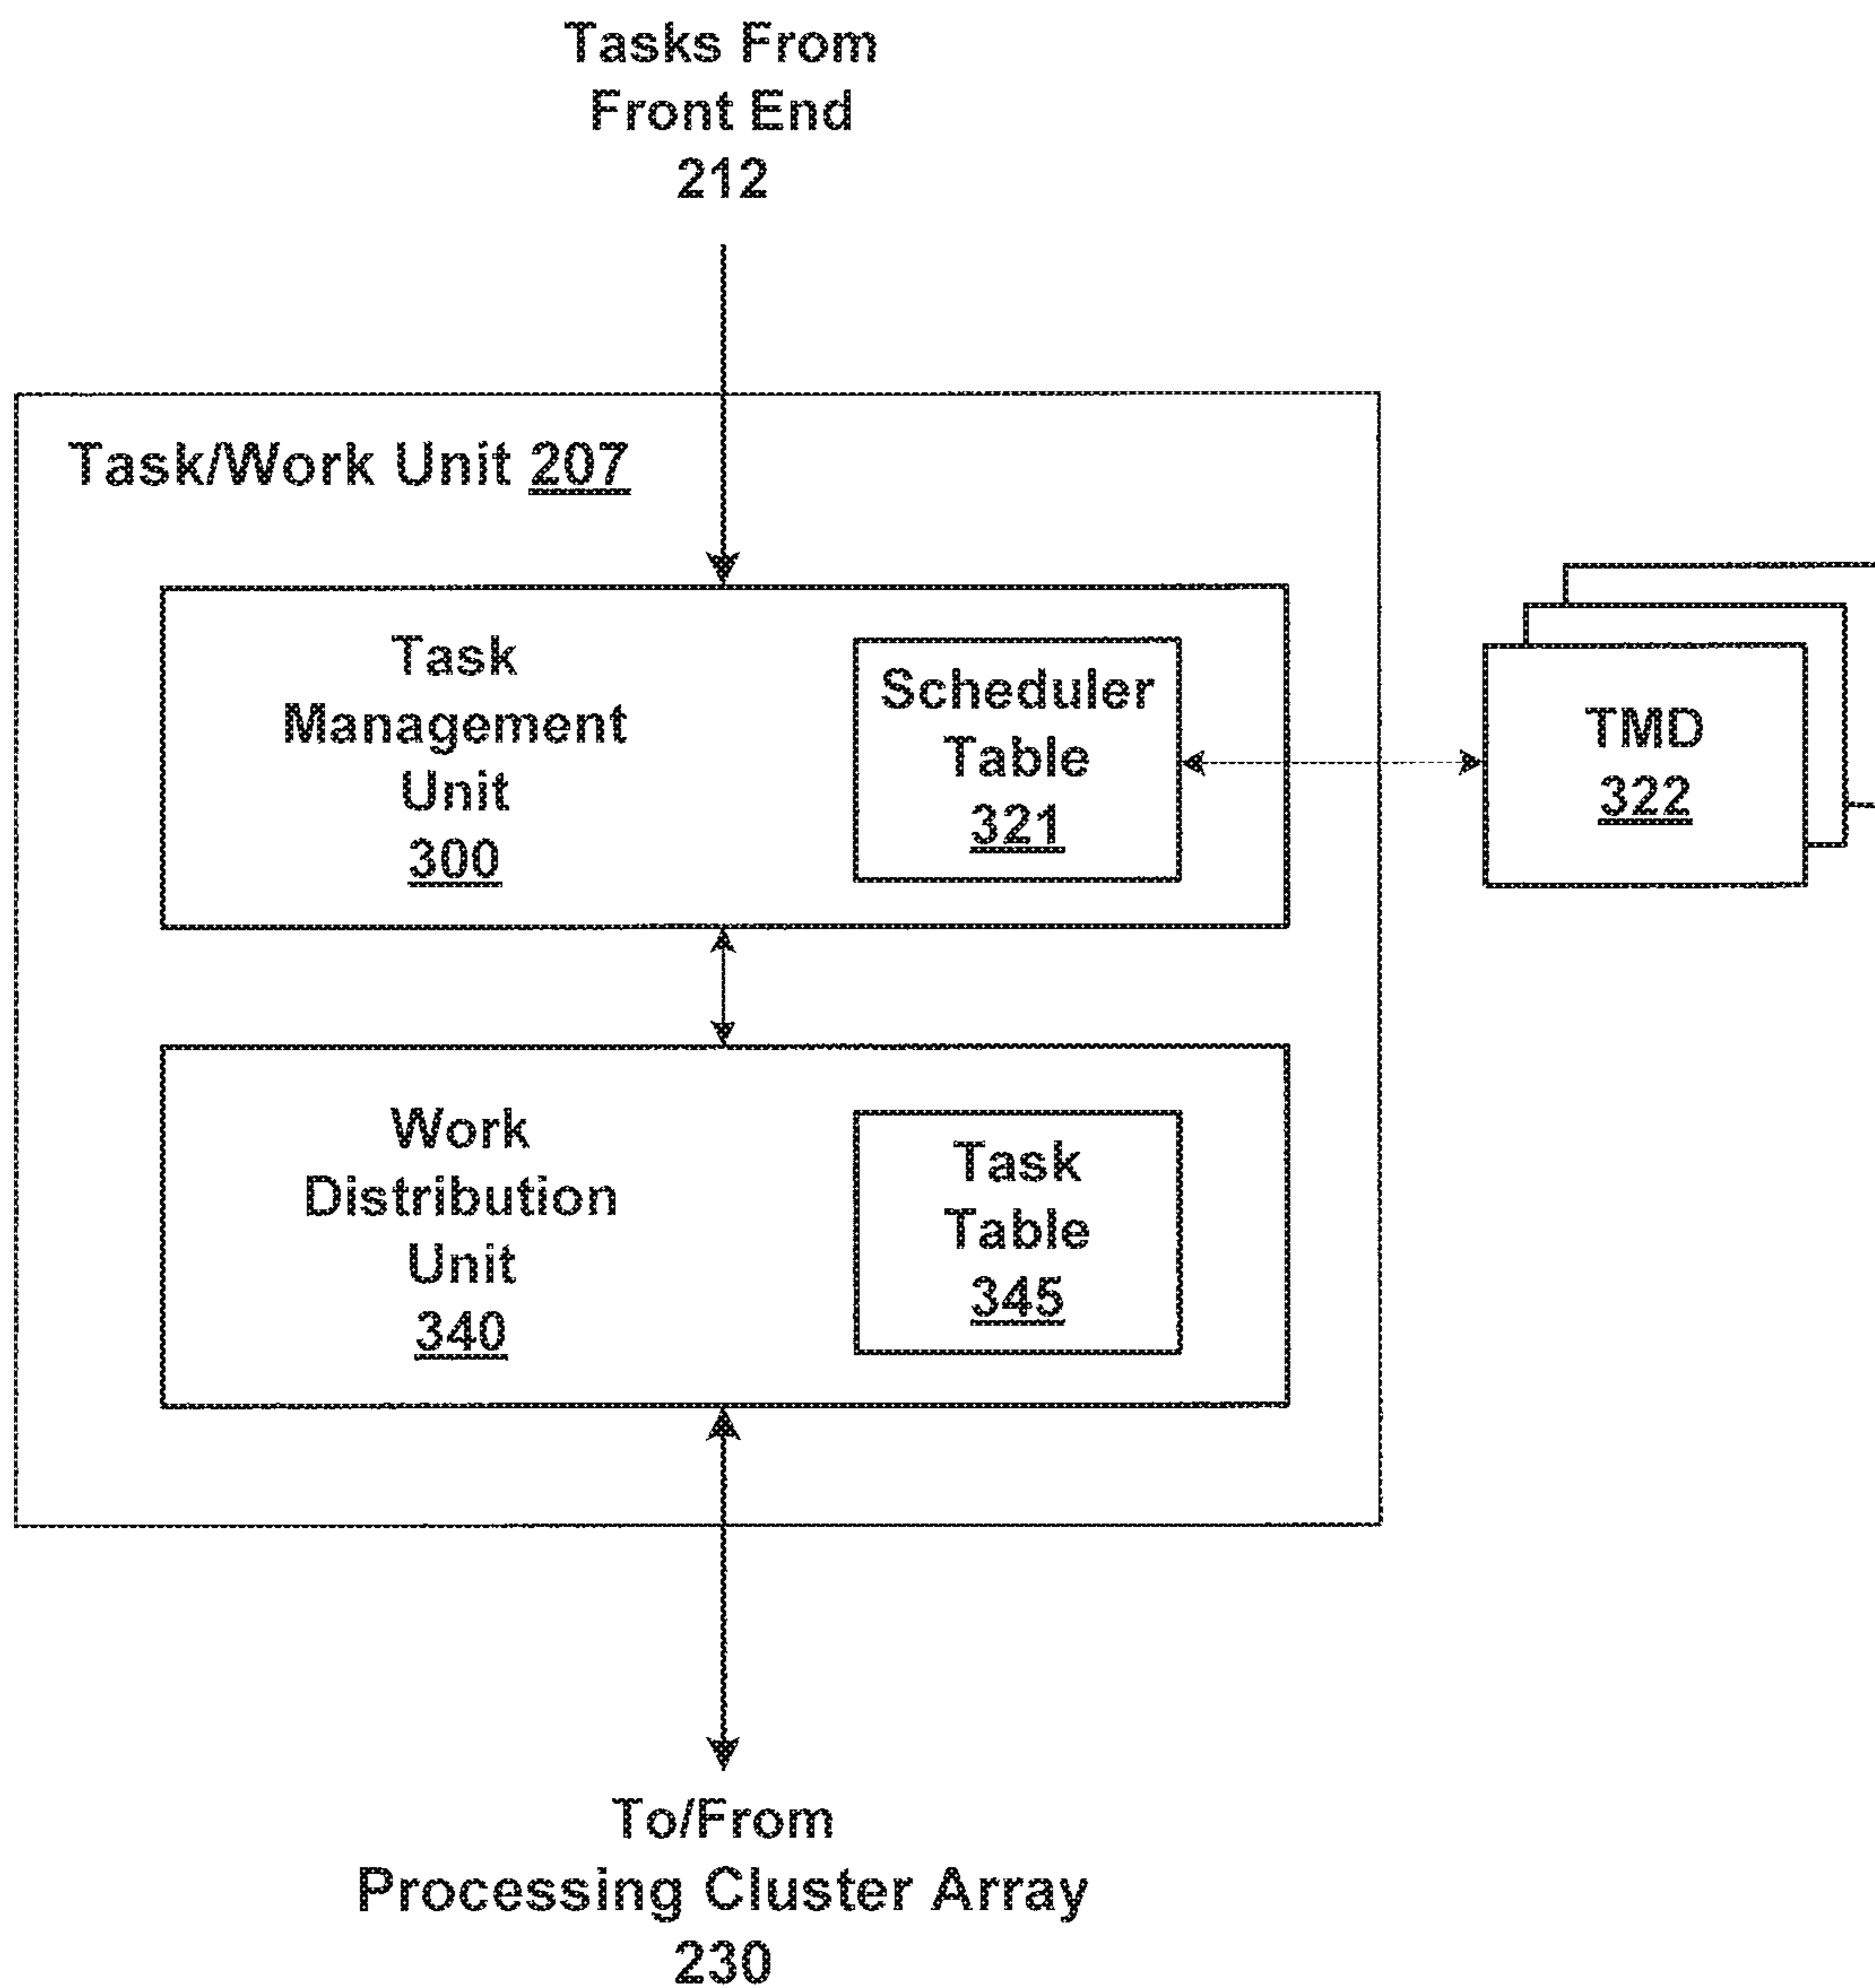 Tasks From
Front End
212
Task/Work Unit 207
Task
Management
Unit
300
Scheduler
Table
321
TMD
322
Work
Distribution
Unit
340
Task
Table
345
To/From
Processing Cluster Array
230